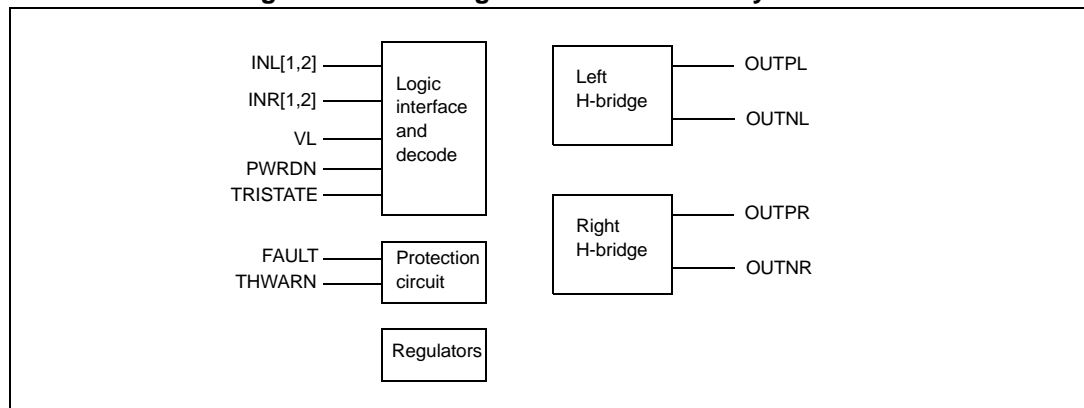 INL[1,2]
INR[1,2]
VL
PWRDN
TRISTATE
Logic
interface
and
decode
FAULT
THWARN
Protection
circuit
Regulators
Left
H-bridge
OUTPL
OUTNL
Right
H-bridge
OUTPR
OUTNR